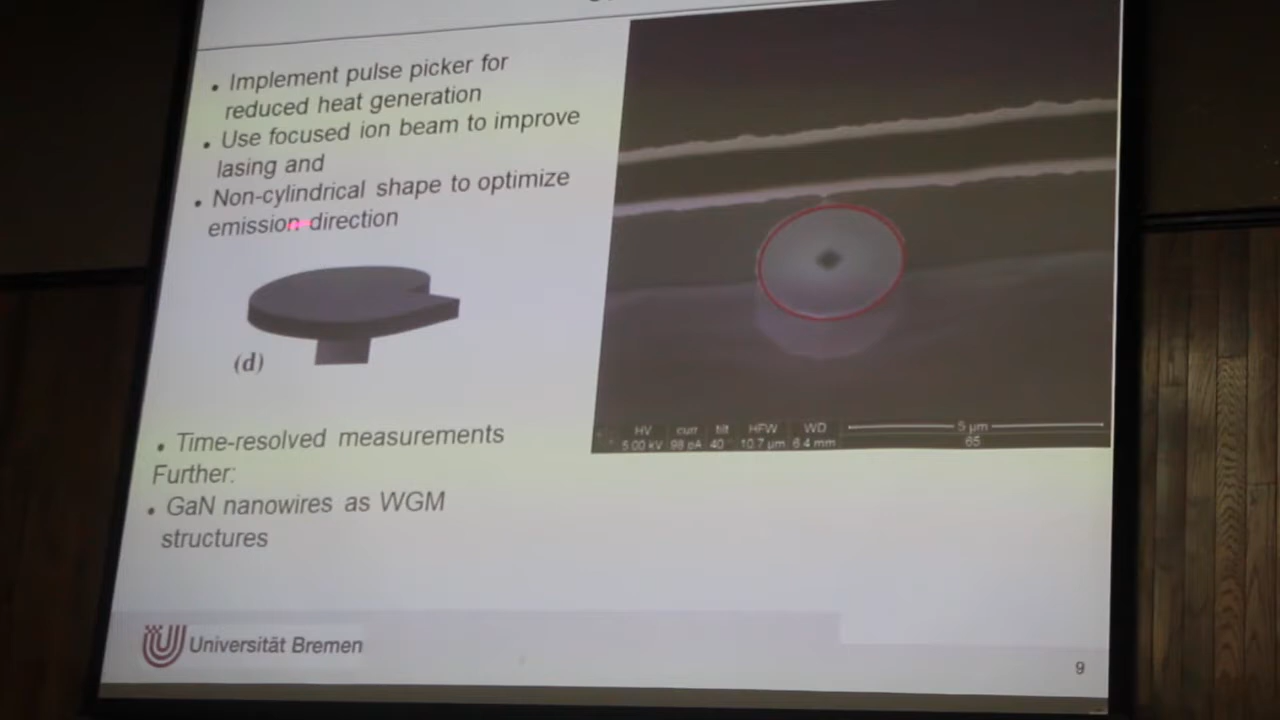 • Implement pulse picker for
reduced heat generation
• Use focused ion beam to improve
lasing and
• Non-cylindrical shape to optimize
emission direction
(d)
• Time-resolved measurements
Further:
• GaN nanowires as WGM
structures
HV curr tilt HFW WD 5 µm
5.00 kV 98 pA 40 ° 10.7 µm 6.4 mm 65
Universität Bremen
9